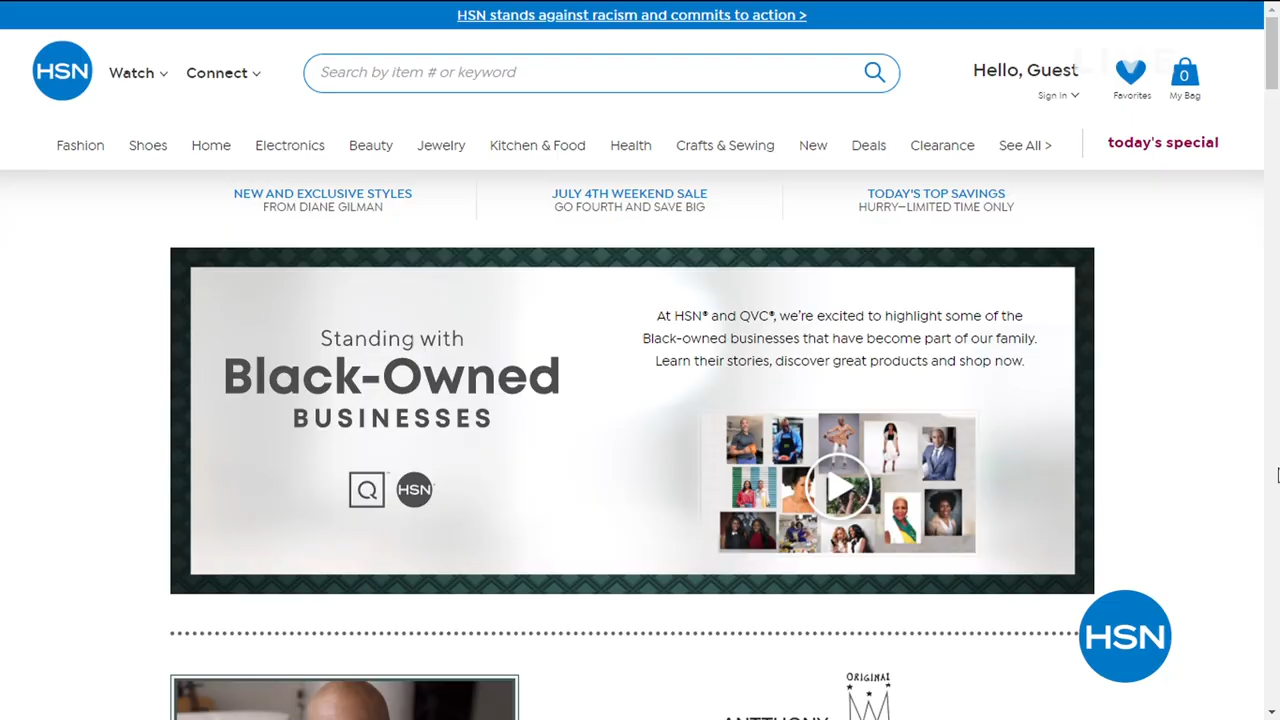 HSN stands against racism and commits to action >
HSN
Watch
Connect
Search by item # or keyword
Hello, Guest
Sign in
Favorites
0
My Bag
LIVE
Fashion
Shoes
Home
Electronics
Beauty
Jewelry
Kitchen & Food
Health
Crafts & Sewing
New
Deals
Clearance
See All >
today's special
NEW AND EXCLUSIVE STYLES
FROM DIANE GILMAN
JULY 4TH WEEKEND SALE
GO FOURTH AND SAVE BIG
TODAY'S TOP SAVINGS
HURRY—LIMITED TIME ONLY
Standing with
Black-Owned
BUSINESSES
Q HSN
At HSN® and QVC®, we're excited to highlight some of the
Black-owned businesses that have become part of our family.
Learn their stories, discover great products and shop now.
HSN
ORIGINAL
ANTTHONY